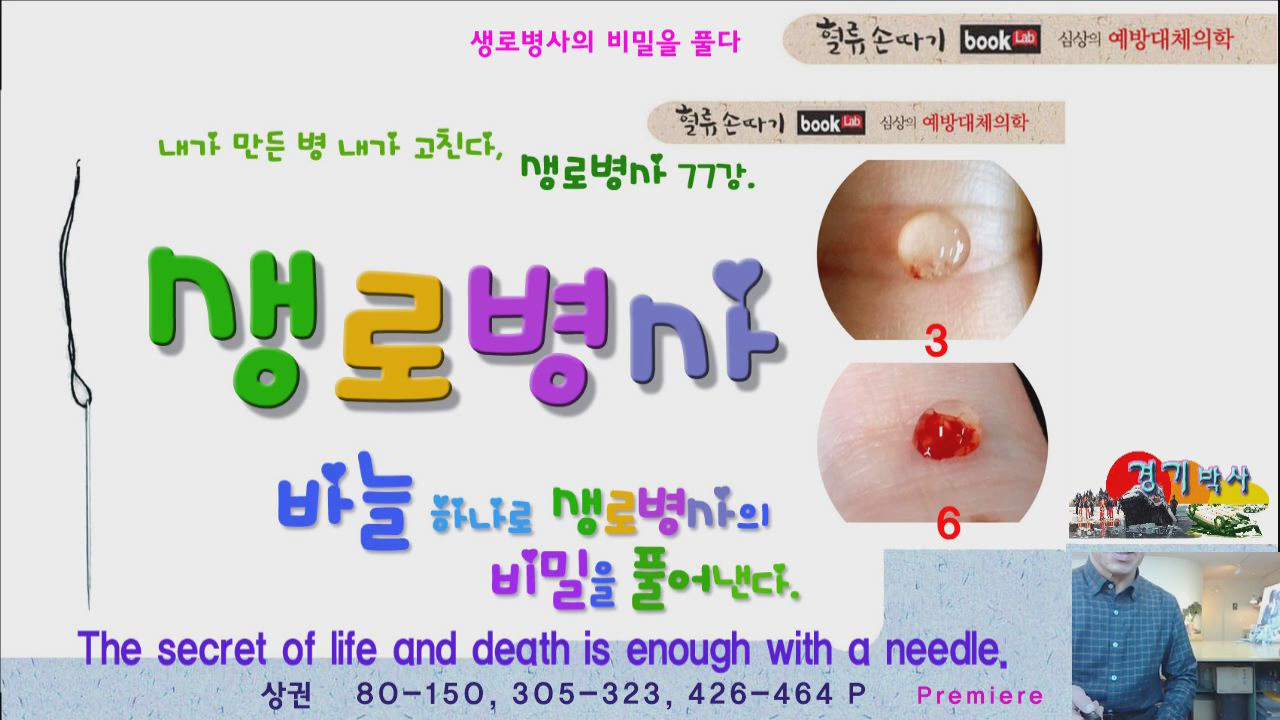 생로병사의 비밀을 풀다
혈류 손따기 book Lab 심상의 예방대체의학
혈류 손따기 book Lab 심상의 예방대체의학
내가 만든 병 내가 고친다, 생로병사 77강.
생로병사
3
바늘 하나로 생로병사의
비밀을 풀어낸다.
6
경기박사
The secret of life and death is enough with a needle.
상권 80-150, 305-323, 426-464 P Premiere